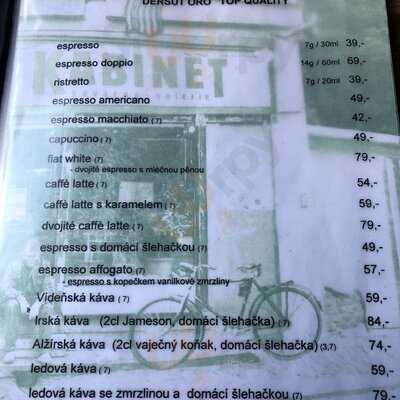 DERSUT ORO TOP QUALITY
espresso 7g / 30ml 39,-
espresso doppio 14g / 60ml 69,-
ristretto 7g / 20ml 39,-
espresso americano 49,-
espresso macchiato (7) 42,-
capuccino (7) 49,-
flat white (7) 79,-
- dvojité espresso s mléčnou pěnou
caffé latte (7) 54,-
caffé latte s karamelem (7) 59,-
dvojité caffé latte (7) 79,-
espresso s domácí šlehačkou (7) 49,-
espresso affogato (7) 57,-
- espresso s kopečkem vanilkové zmrzliny
Vídeňská káva (7) 59,-
Irská káva (2cl Jameson, domácí šlehačka) (7) 84,-
Alžírská káva (2cl vaječný koňak, domácí šlehačka) (3,7) 74,-
ledová káva (7) 59,-
ledová káva se zmrzlinou a domácí šlehačkou (7) 79,-